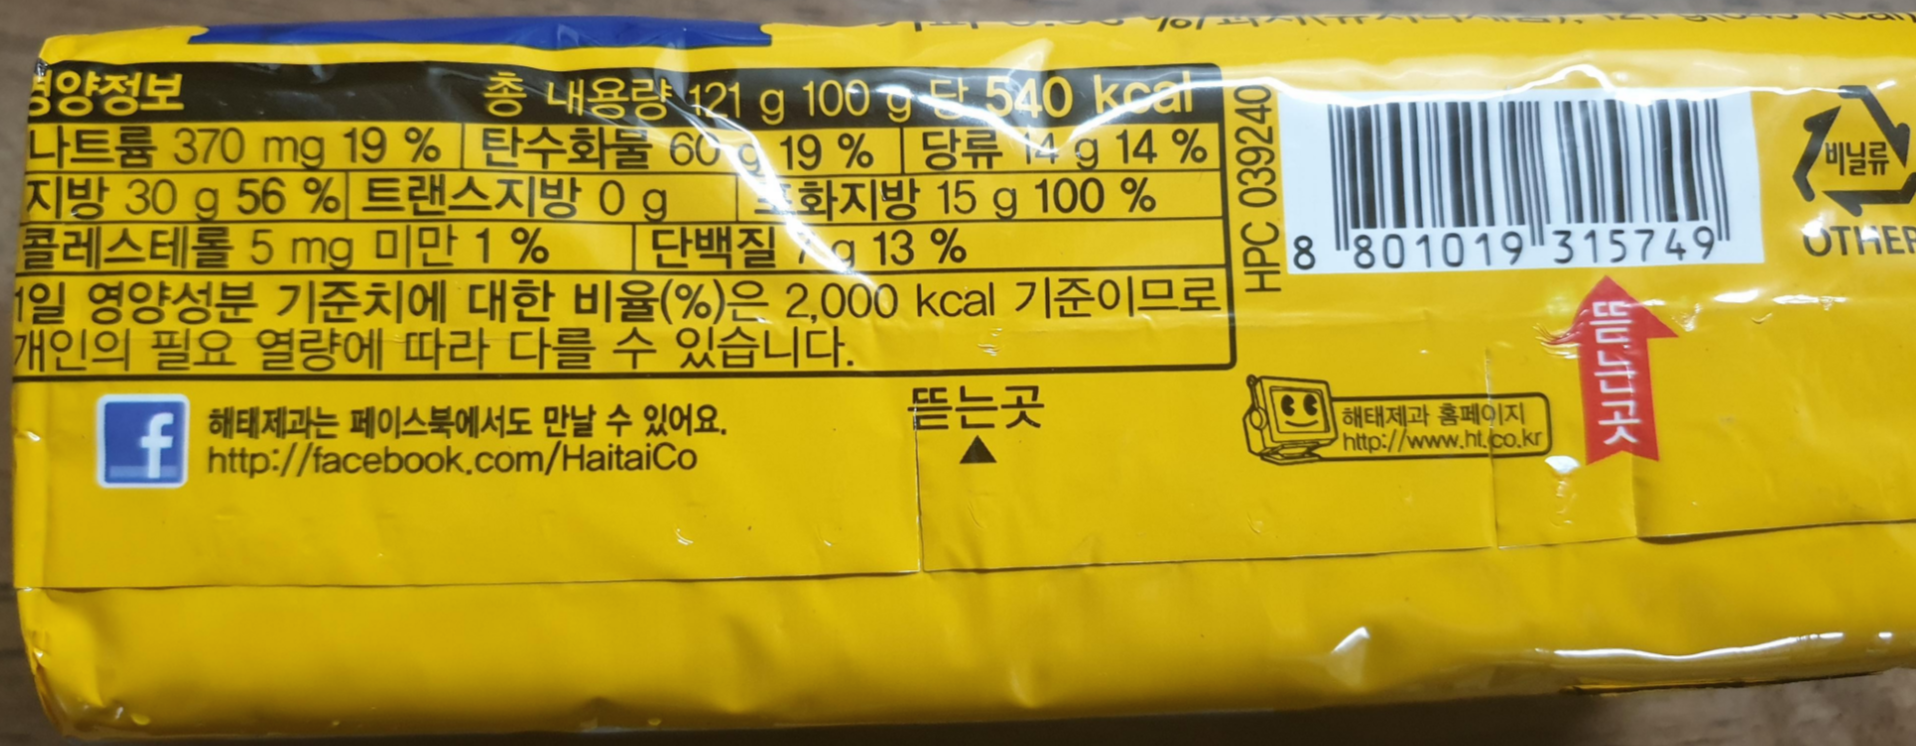 영양정보 총 내용량 121 g 100 g 당 540 kcal
나트륨 370 mg 19 % 탄수화물 60 g 19 % 당류 14 g 14 %
지방 30 g 56 % 트랜스지방 0 g 포화지방 15 g 100 %
콜레스테롤 5 mg 미만 1 % 단백질 7 g 13 %
1일 영양성분 기준치에 대한 비율(%)은 2,000 kcal 기준이므로
개인의 필요 열량에 따라 다를 수 있습니다.
HPC 039240
8 801019 315749
비닐류
OTHER
뜯는곳
해태제과는 페이스북에서도 만날 수 있어요.
http://facebook.com/HaitaiCo
뜯는곳
해태제과 홈페이지
http://www.ht.co.kr